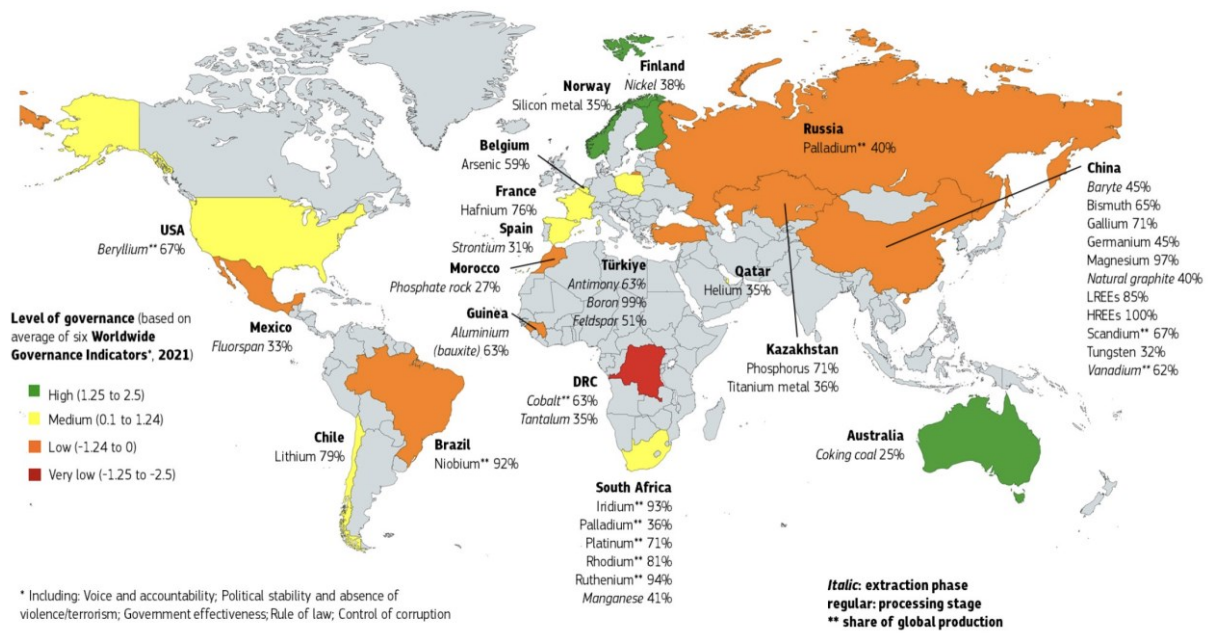 Finland
Nickel 38%
Norway
Silicon metal 35%
Belgium
Arsenic 59%
France
Hafnium 76%
Spain
Strontium 31%
Morocco
Phosphate rock 27%
Türkiye
Antimony 63%
Boron 99%
Feldspar 51%
Qatar
Helium 35%
Russia
Palladium** 40%
China
Baryte 45%
Bismuth 65%
Gallium 71%
Germanium 45%
Magnesium 97%
Natural graphite 40%
LREEs 85%
HREEs 100%
Scandium** 67%
Tungsten 32%
Vanadium** 62%
USA
Beryllium** 67%
Mexico
Fluorspar 33%
Guinea
Aluminium
(bauxite) 63%
DRC
Cobalt** 63%
Tantalum 35%
Kazakhstan
Phosphorus 71%
Titanium metal 36%
Chile
Lithium 79%
Brazil
Niobium** 92%
Australia
Coking coal 25%
South Africa
Iridium** 93%
Palladium** 36%
Platinum** 71%
Rhodium** 81%
Ruthenium** 94%
Manganese 41%
Level of governance (based on
average of six Worldwide
Governance Indicators*, 2021)
High (1.25 to 2.5)
Medium (0.1 to 1.24)
Low (-1.24 to 0)
Very low (-1.25 to -2.5)
* Including: Voice and accountability; Political stability and absence of
violence/terrorism; Government effectiveness; Rule of law; Control of corruption
Italic: extraction phase
regular: processing stage
** share of global production